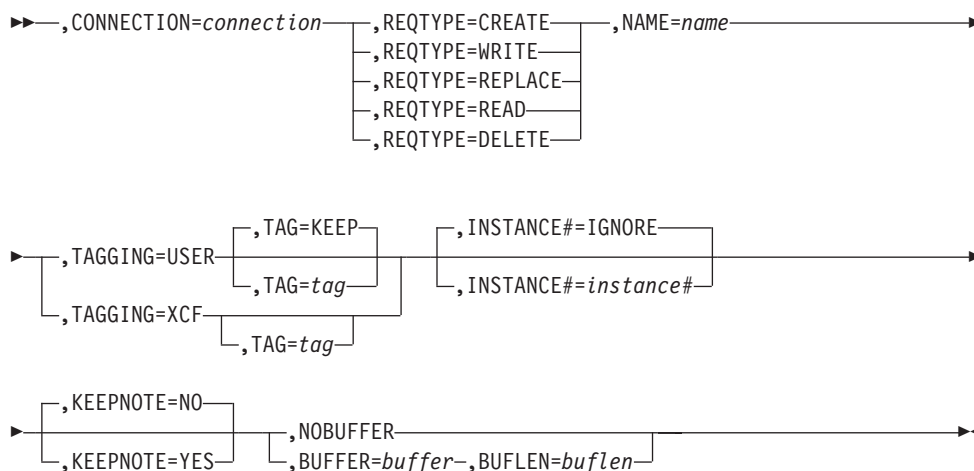 ,CONNECTION=connection ,REQTYPE=CREATE ,NAME=name
,REQTYPE=WRITE
,REQTYPE=REPLACE
,REQTYPE=READ
,REQTYPE=DELETE
,TAG=KEEP ,INSTANCE#=IGNORE
,TAGGING=USER
,TAG=tag ,INSTANCE#=instance#
,TAGGING=XCF
,TAG=tag
,KEEPNOTE=NO
,NOBUFFER
,KEEPNOTE=YES ,BUFFER=buffer ,BUFLEN=buflen